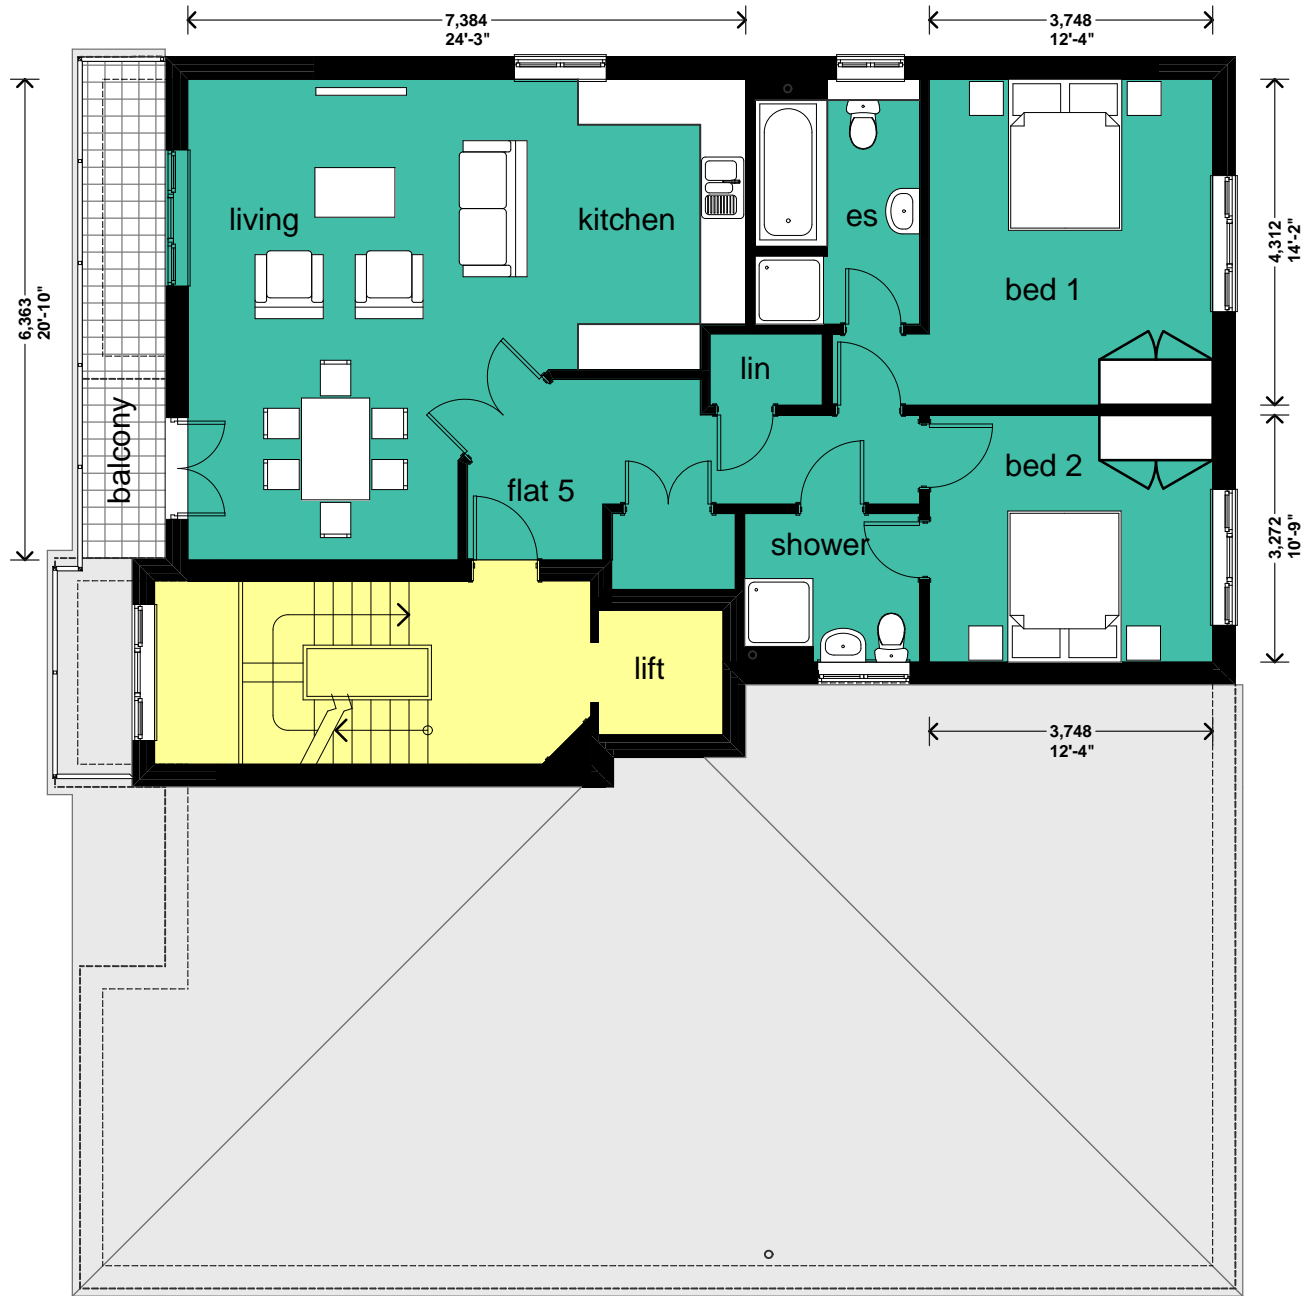 7,384
24'-3"
3,748
12'-4"
6,363
20'-10"
4,312
14'-2"
living
kitchen
es
bed 1
lin
balcony
flat 5
bed 2
shower
3,272
10'-9"
lift
3,748
12'-4"